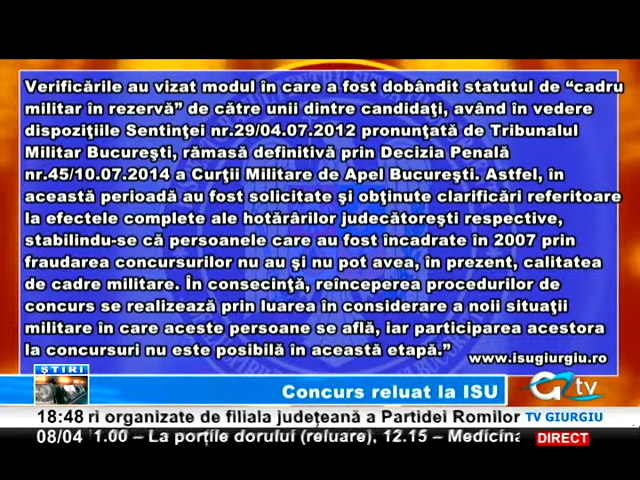 Verificările au vizat modul în care a fost dobândit statutul de “cadru
militar în rezervă” de către unii dintre candidaţi, având în vedere
dispoziţiile Sentinţei nr.29/04.07.2012 pronunţată de Tribunalul
Militar Bucureşti, rămasă definitivă prin Decizia Penală
nr.45/10.07.2014 a Curţii Militare de Apel Bucureşti. Astfel, în
această perioadă au fost solicitate şi obţinute clarificări referitoare
la efectele complete ale hotărârilor judecătoreşti respective,
stabilindu-se că persoanele care au fost încadrate în 2007 prin
fraudarea concursurilor nu au şi nu pot avea, în prezent, calitatea
de cadre militare. În consecinţă, reînceperea procedurilor de
concurs se realizează prin luarea în considerare a noii situaţii
militare în care aceste persoane se află, iar participarea acestora
la concursuri nu este posibilă în această etapă.”
www.isugiurgiu.ro
ŞTIRI
Concurs reluat la ISU
G tv
18:48 ri organizate de filiala judeţeană a Partidei Romilor TV GIURGIU
08/04 1.00 – La porţile dorului (reluare), 12.15 – Medicina DIRECT